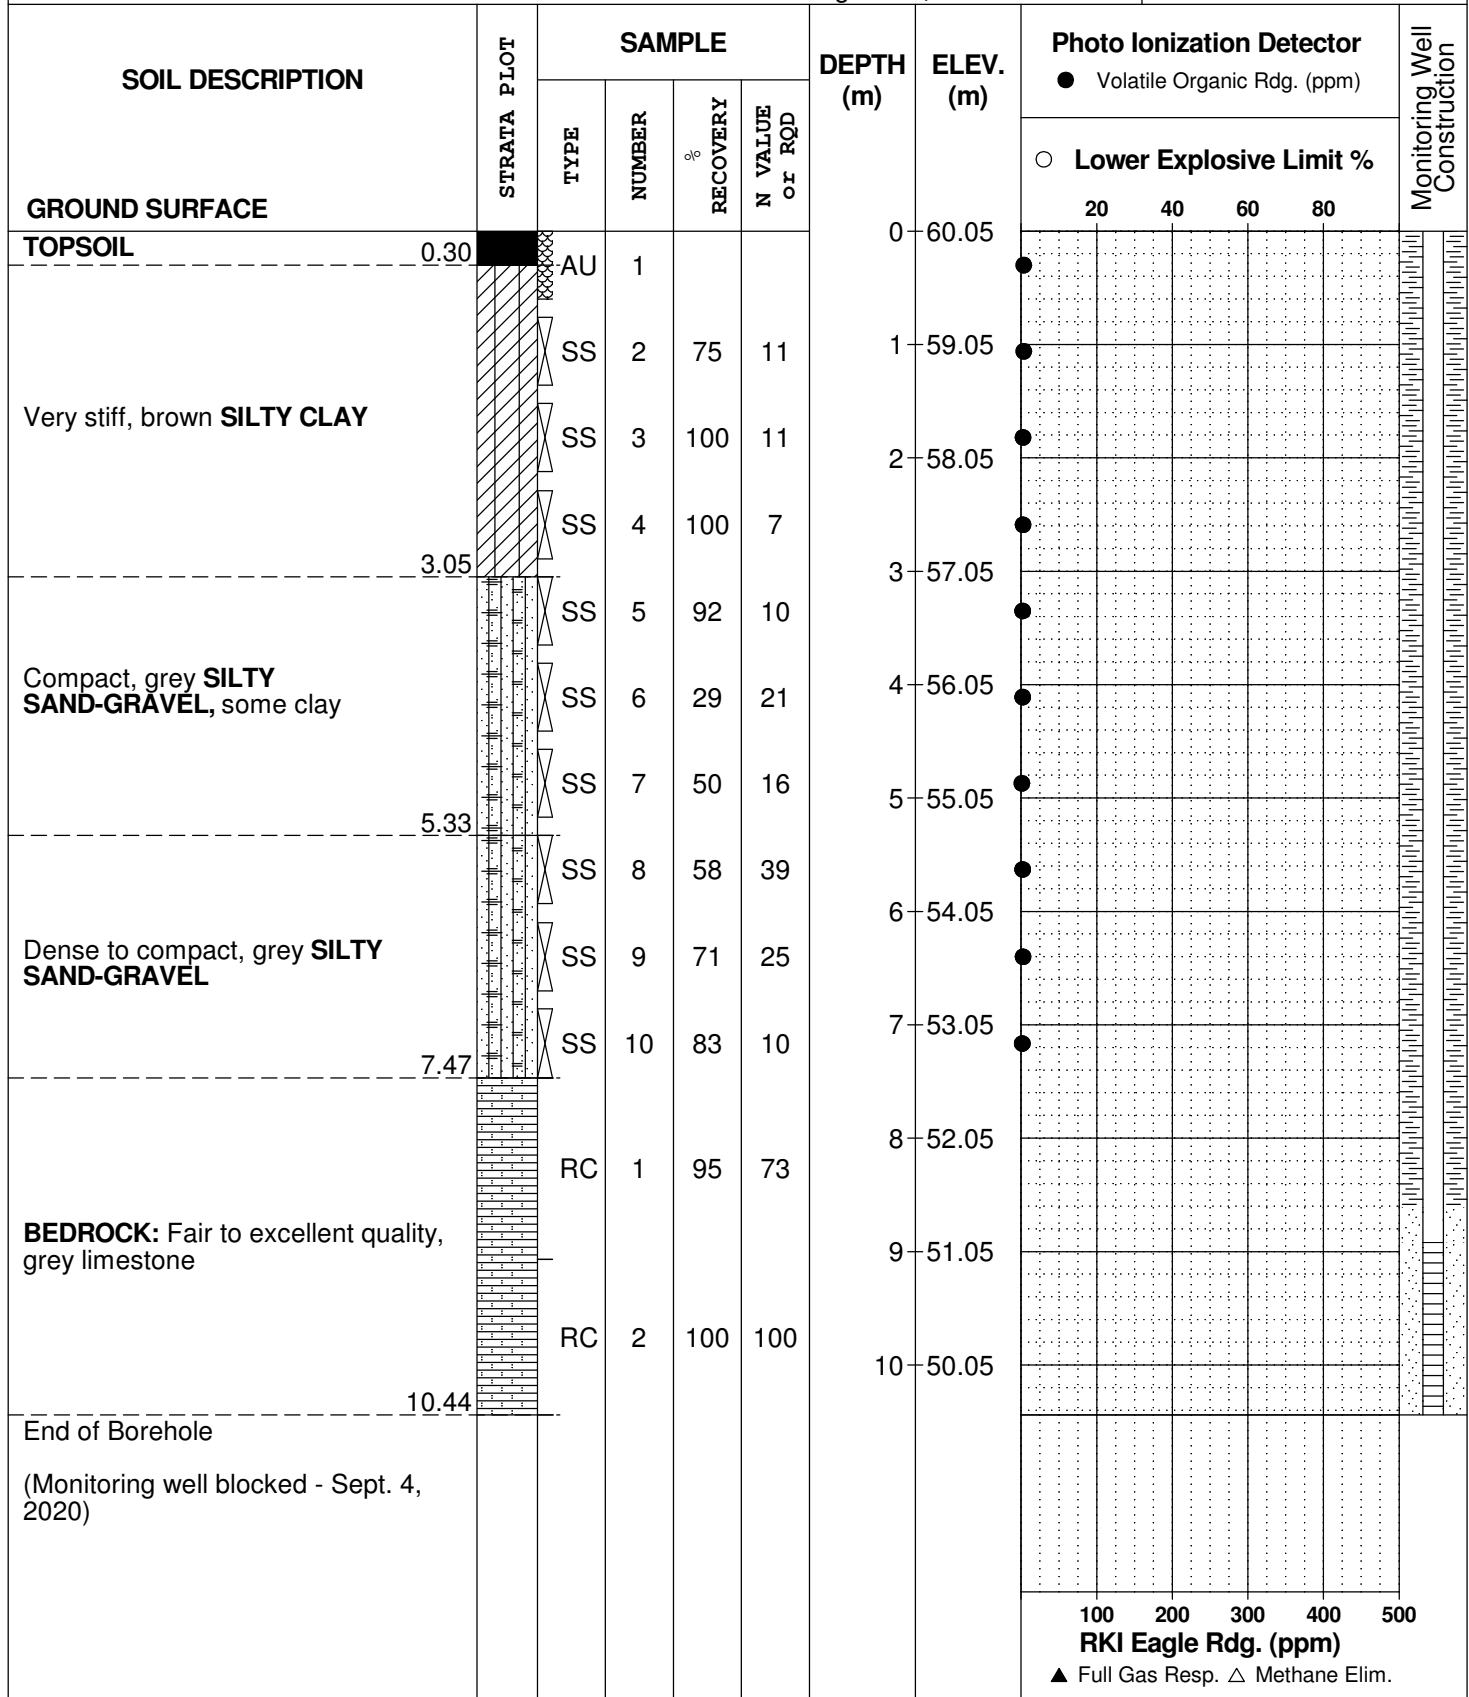 SOIL DESCRIPTION
GROUND SURFACE
STRATA PLOT
SAMPLE
TYPE
NUMBER
%
RECOVERY
N VALUE
or RQD
DEPTH
(m)
ELEV.
(m)
Photo Ionization Detector
● Volatile Organic Rdg. (ppm)
○ Lower Explosive Limit %
20 40 60 80
Monitoring Well
Construction
0 60.05
TOPSOIL 0.30
AU 1
SS 2 75 11
1 59.05
Very stiff, brown SILTY CLAY
SS 3 100 11
2 58.05
SS 4 100 7
3.05
3 57.05
SS 5 92 10
Compact, grey SILTY
SAND-GRAVEL, some clay
4 56.05
SS 6 29 21
SS 7 50 16
5 55.05
5.33
SS 8 58 39
6 54.05
Dense to compact, grey SILTY
SAND-GRAVEL
SS 9 71 25
7 53.05
SS 10 83 10
7.47
8 52.05
RC 1 95 73
BEDROCK: Fair to excellent quality,
grey limestone
9 51.05
RC 2 100 100
10 50.05
10.44
End of Borehole
(Monitoring well blocked - Sept. 4,
2020)
100 200 300 400 500
RKI Eagle Rdg. (ppm)
▲ Full Gas Resp. △ Methane Elim.